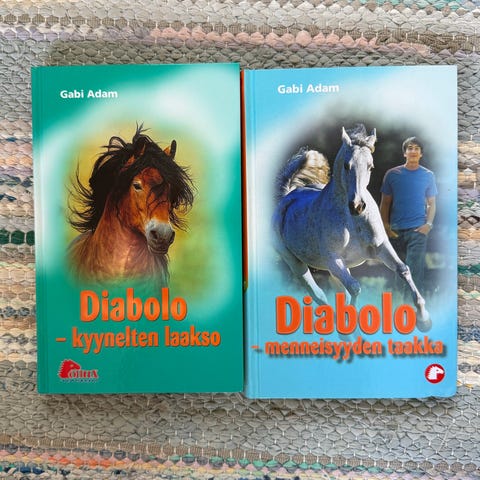 Gabi Adam
Diabolo
– kyynelten laakso
Gabi Adam
Diabolo
– menneisyyden taakka